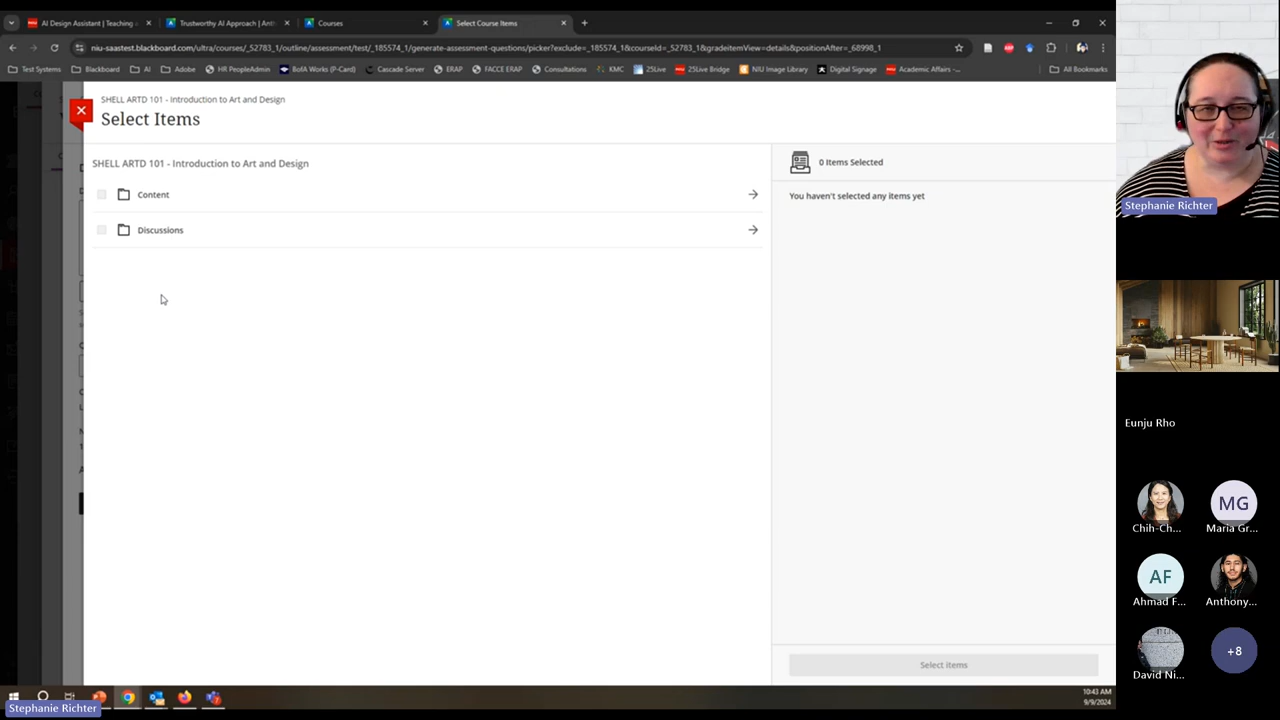 AI Design Assistant | Teaching a
Trustworthy AI Approach | Anth
Courses
Select Course Items
niu-saastest.blackboard.com/ultra/courses/_52783_1/outline/assessment/test/_185574_1/generate-assessment-questions/picker?exclude=_185574_1&courseId=_52783_1&gradeitemView=details&positionAfter=_68998_1
Test Systems
Blackboard
AI
Adobe
HR PeopleAdmin
BofA Works (P-Card)
Cascade Server
ERAP
FACCE ERAP
Consultations
KMC
25Live
25Live Bridge
NIU Image Library
Digital Signage
Academic Affairs -...
All Bookmarks
SHELL ARTD 101 - Introduction to Art and Design
Select Items
SHELL ARTD 101 - Introduction to Art and Design
Content
Discussions
0 Items Selected
You haven't selected any items yet
Select items
10:43 AM
9/9/2024
Stephanie Richter
Stephanie Richter
Eunju Rho
Chih-Ch...
MG
Maria Gr...
AF
Ahmad F...
Anthony...
David Ni...
+8